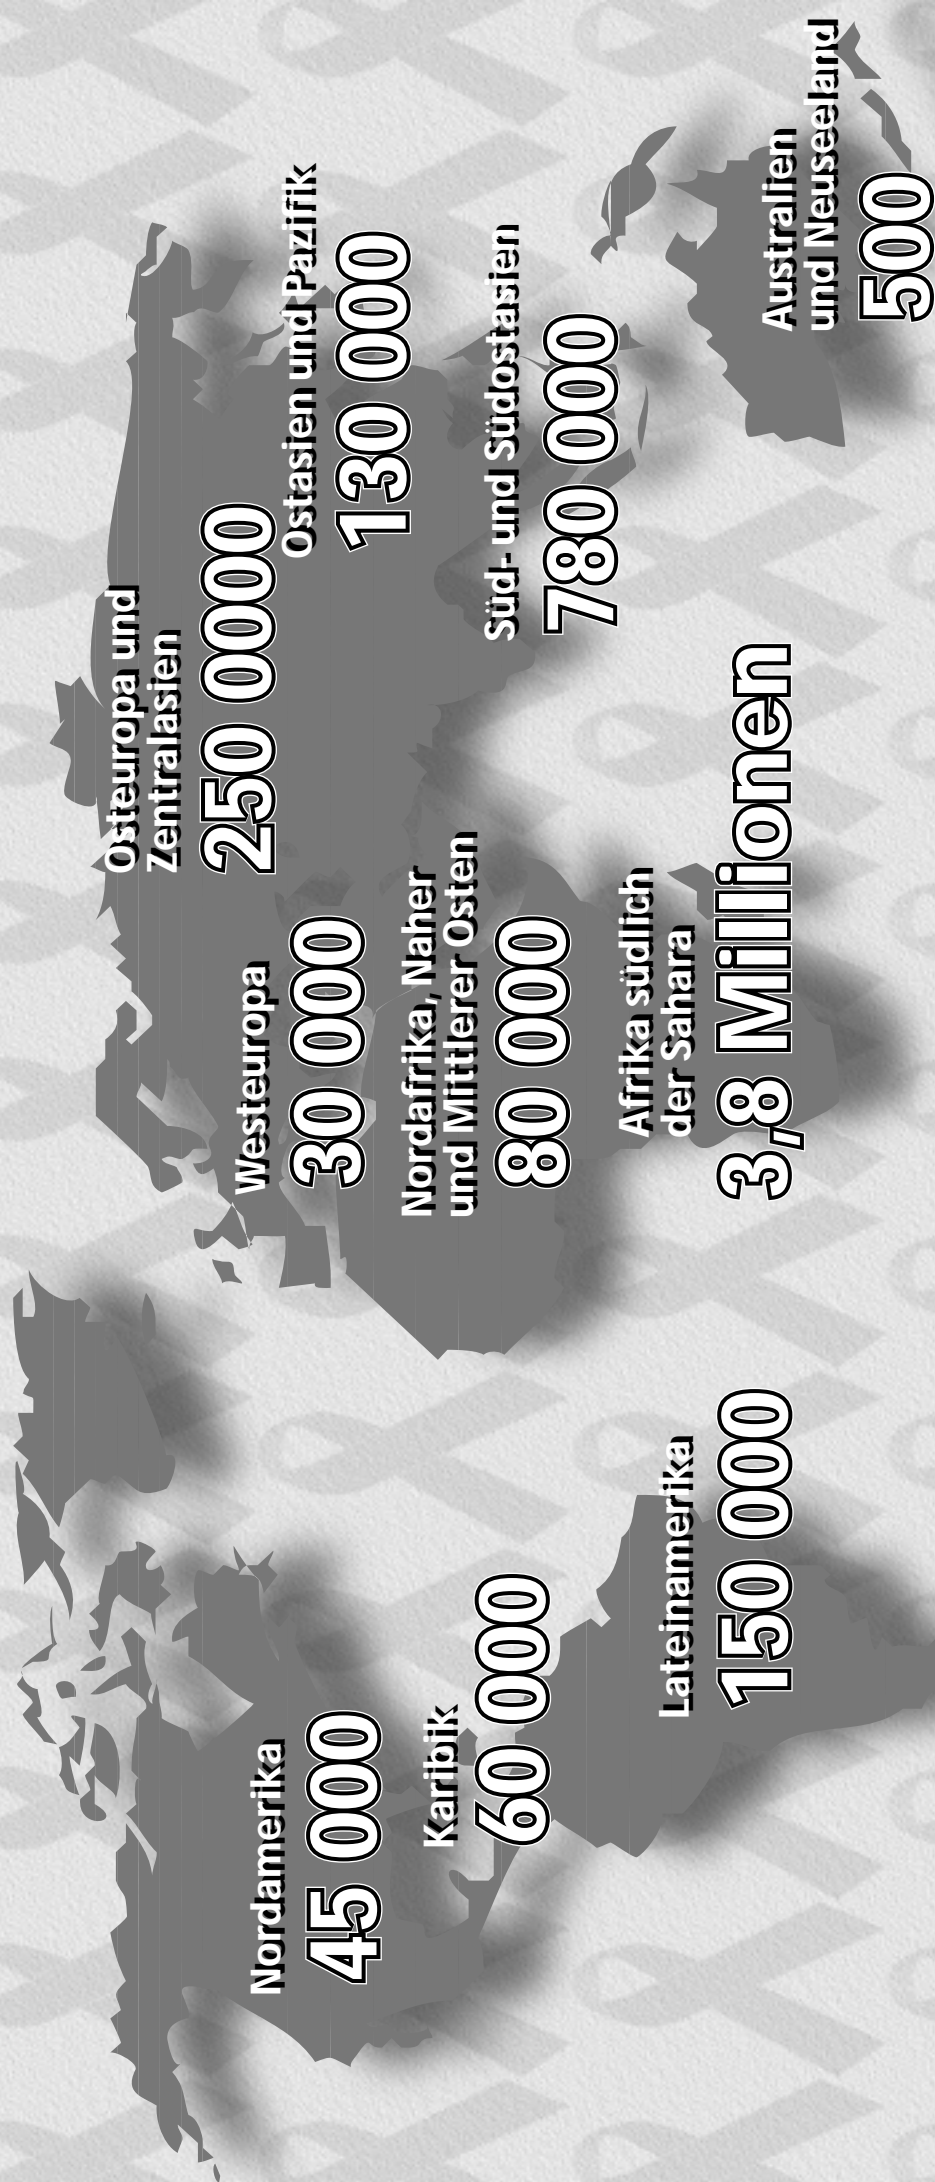 Nordamerika
45 000
Karibik
60 000
Lateinamerika
150 000
Westeuropa
30 000
Nordafrika, Naher
und Mittlerer Osten
80 000
Afrika südlich
der Sahara
3,8 Millionen
Osteuropa und
Zentralasien
250 0000
Ostasien und Pazifik
130 000
Süd- und Südostasien
780 000
Australien
und Neuseeland
500